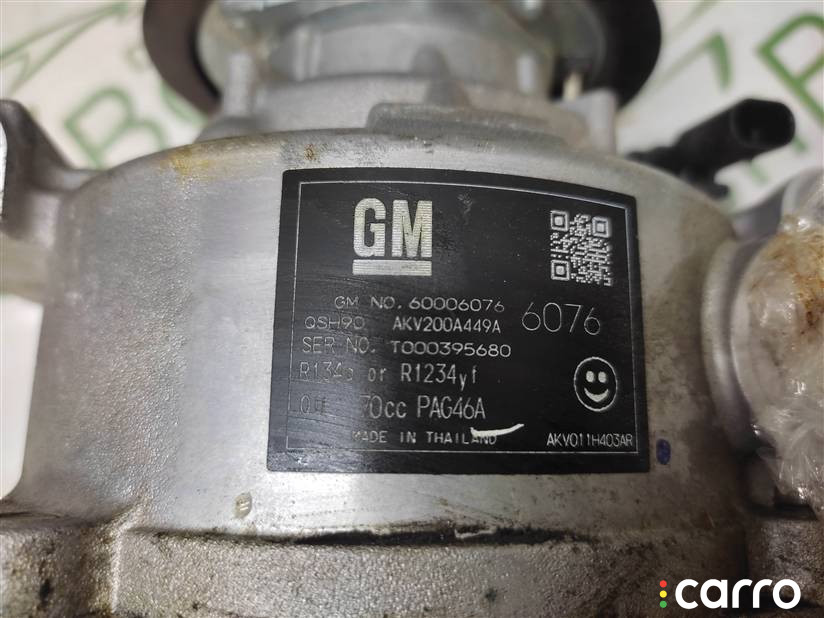 GM
GM NO. 60006076
6076
QSH90 AKV200A449A
SER NO. T000395680
R134a or R1234yf
70cc PAG46A
MADE IN THAILAND
AKV011H403AR
carro